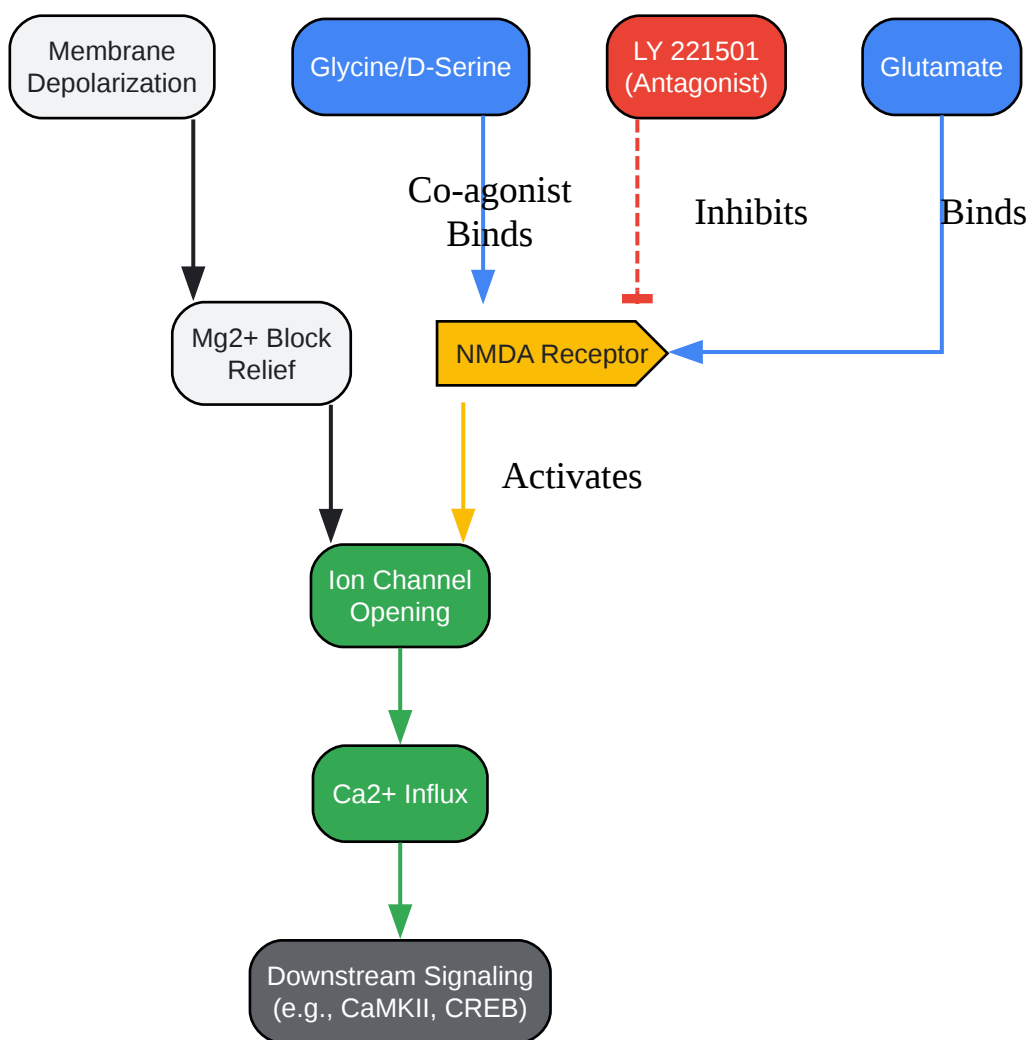 Membrane
Depolarization
Glycine/D-Serine
LY 221501
(Antagonist)
Glutamate
Co-agonist
Binds
Inhibits
Binds
Mg2+ Block
Relief
NMDA Receptor
Activates
Ion Channel
Opening
Ca2+ Influx
Downstream Signaling
(e.g., CaMKII, CREB)